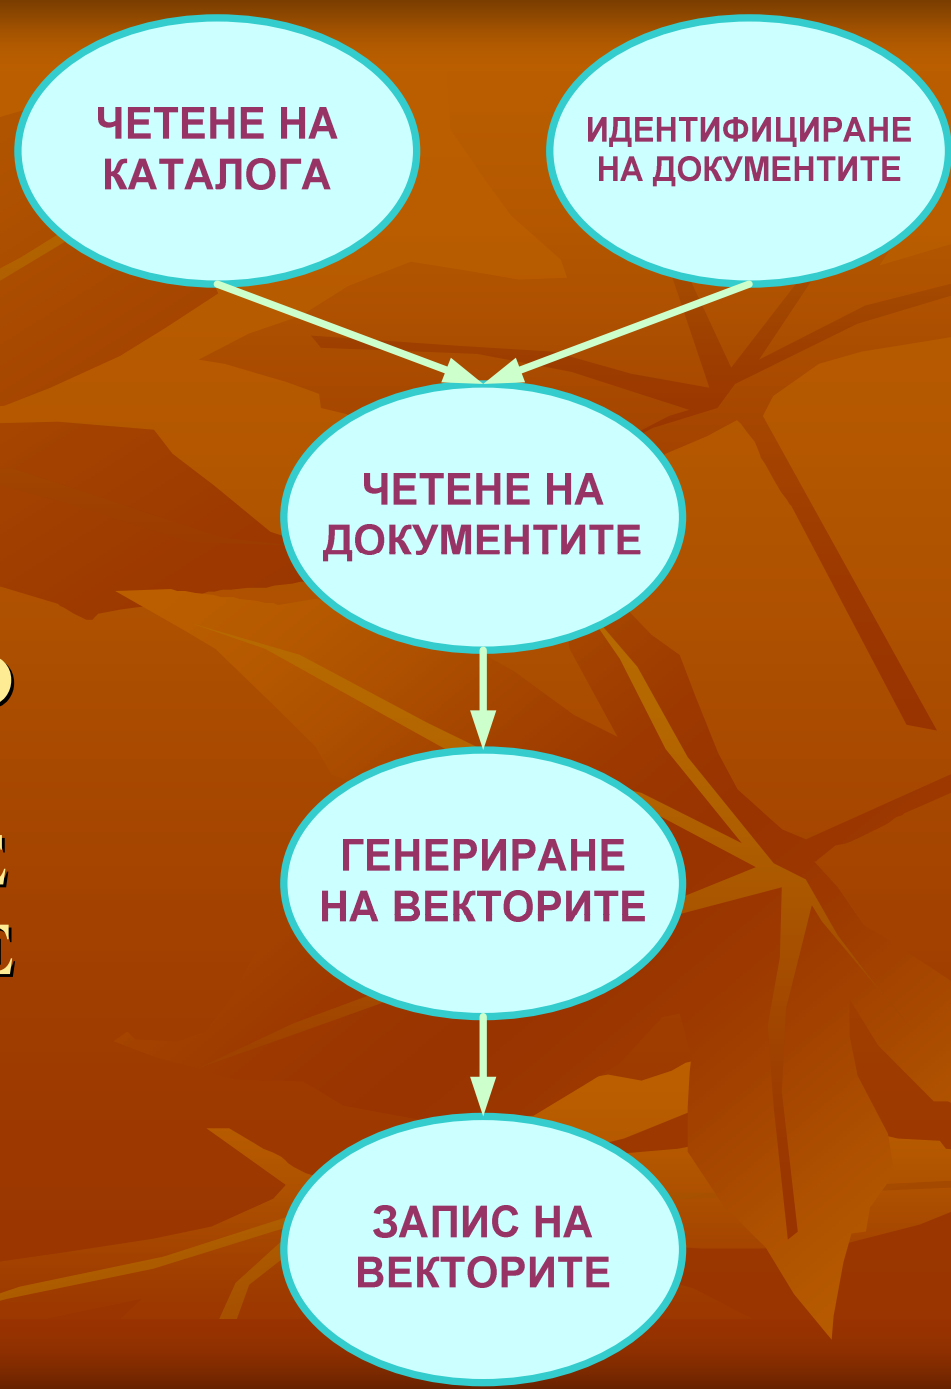 ЧЕТЕНЕ НА
КАТАЛОГА
ИДЕНТИФИЦИРАНЕ
НА ДОКУМЕНТИТЕ
ЧЕТЕНЕ НА
ДОКУМЕНТИТЕ
ГЕНЕРИРАНЕ
НА ВЕКТОРИТЕ
ЗАПИС НА
ВЕКТОРИТЕ